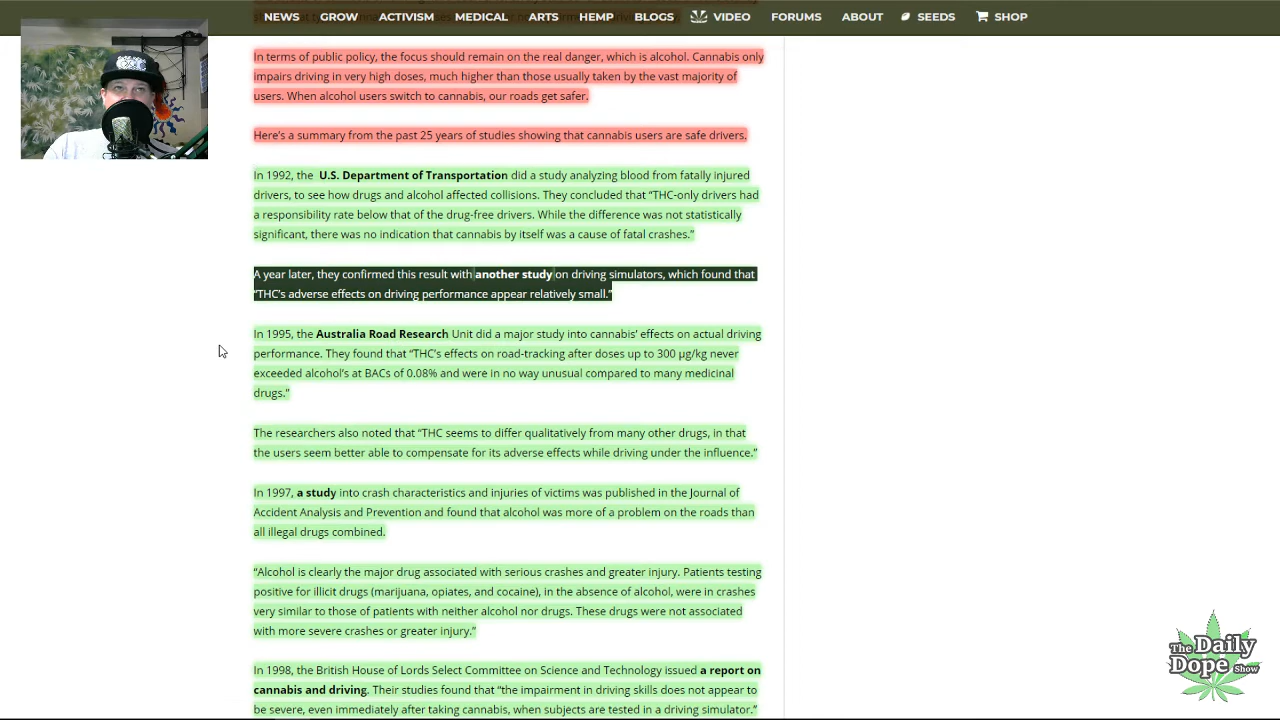 NEWS GROW ACTIVISM MEDICAL ARTS HEMP BLOGS VIDEO FORUMS ABOUT SEEDS SHOP
In terms of public policy, the focus should remain on the real danger, which is alcohol. Cannabis only
impairs driving in very high doses, much higher than those usually taken by the vast majority of
users. When alcohol users switch to cannabis, our roads get safer.
Here's a summary from the past 25 years of studies showing that cannabis users are safe drivers.
In 1992, the U.S. Department of Transportation did a study analyzing blood from fatally injured
drivers, to see how drugs and alcohol affected collisions. They concluded that “THC-only drivers had
a responsibility rate below that of the drug-free drivers. While the difference was not statistically
significant, there was no indication that cannabis by itself was a cause of fatal crashes.”
A year later, they confirmed this result with another study on driving simulators, which found that
“THC's adverse effects on driving performance appear relatively small.”
In 1995, the Australia Road Research Unit did a major study into cannabis' effects on actual driving
performance. They found that “THC's effects on road-tracking after doses up to 300 µg/kg never
exceeded alcohol's at BACs of 0.08% and were in no way unusual compared to many medicinal
drugs.”
The researchers also noted that “THC seems to differ qualitatively from many other drugs, in that
the users seem better able to compensate for its adverse effects while driving under the influence.”
In 1997, a study into crash characteristics and injuries of victims was published in the Journal of
Accident Analysis and Prevention and found that alcohol was more of a problem on the roads than
all illegal drugs combined.
“Alcohol is clearly the major drug associated with serious crashes and greater injury. Patients testing
positive for illicit drugs (marijuana, opiates, and cocaine), in the absence of alcohol, were in crashes
very similar to those of patients with neither alcohol nor drugs. These drugs were not associated
with more severe crashes or greater injury.”
In 1998, the British House of Lords Select Committee on Science and Technology issued a report on
cannabis and driving. Their studies found that “the impairment in driving skills does not appear to
be severe, even immediately after taking cannabis, when subjects are tested in a driving simulator.”
The Daily
Dope Show